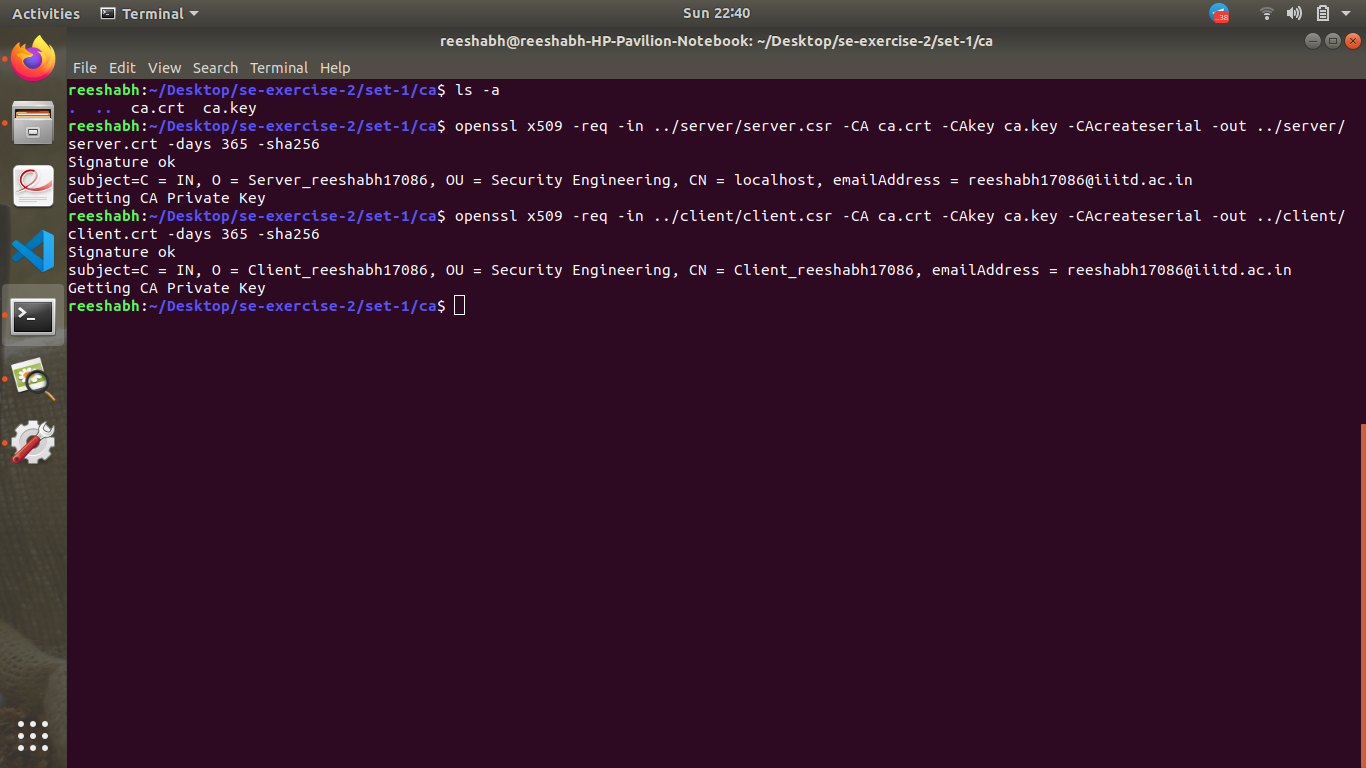 Activities Terminal Sun 22:40 38
reeshabh@reeshabh-HP-Pavilion-Notebook: ~/Desktop/se-exercise-2/set-1/ca
File Edit View Search Terminal Help
reeshabh:~/Desktop/se-exercise-2/set-1/ca$ ls -a
.  ..  ca.crt  ca.key
reeshabh:~/Desktop/se-exercise-2/set-1/ca$ openssl x509 -req -in ../server/server.csr -CA ca.crt -CAkey ca.key -CAcreateserial -out ../server/
server.crt -days 365 -sha256
Signature ok
subject=C = IN, O = Server_reeshabh17086, OU = Security Engineering, CN = localhost, emailAddress = reeshabh17086@iiitd.ac.in
Getting CA Private Key
reeshabh:~/Desktop/se-exercise-2/set-1/ca$ openssl x509 -req -in ../client/client.csr -CA ca.crt -CAkey ca.key -CAcreateserial -out ../client/
client.crt -days 365 -sha256
Signature ok
subject=C = IN, O = Client_reeshabh17086, OU = Security Engineering, CN = Client_reeshabh17086, emailAddress = reeshabh17086@iiitd.ac.in
Getting CA Private Key
reeshabh:~/Desktop/se-exercise-2/set-1/ca$